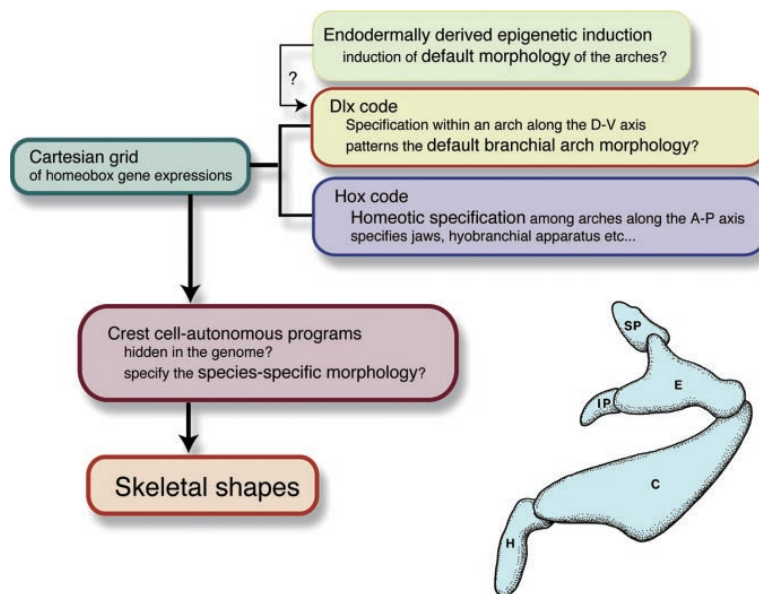 Endodermally derived epigenetic induction
induction of default morphology of the arches?
?
Dlx code
Specification within an arch along the D-V axis
patterns the default branchial arch morphology?
Cartesian grid
of homeobox gene expressions
Hox code
Homeotic specification among arches along the A-P axis
specifies jaws, hyobranchial apparatus etc...
Crest cell-autonomous programs
hidden in the genome?
specify the species-specific morphology?
Skeletal shapes
SP
E
IP
C
H